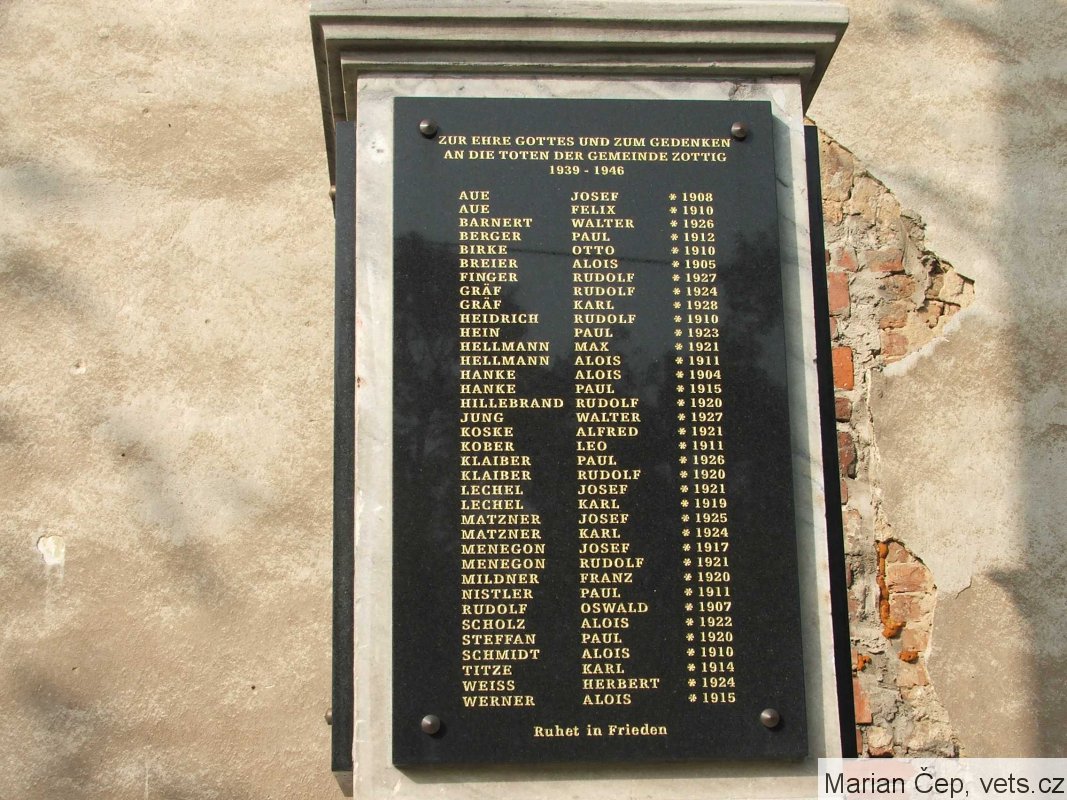 ZUR EHRE GOTTES UND ZUM GEDENKEN
AN DIE TOTEN DER GEMEINDE ZOTTIG
1939 - 1946
AUE JOSEF * 1908
AUE FELIX * 1910
BARNERT WALTER * 1926
BERGER PAUL * 1912
BIRKE OTTO * 1910
BREIER ALOIS * 1905
FINGER RUDOLF * 1927
GRÄF RUDOLF * 1924
GRÄF KARL * 1928
HEIDRICH RUDOLF * 1910
HEIN PAUL * 1923
HELLMANN MAX * 1921
HELLMANN ALOIS * 1911
HANKE ALOIS * 1904
HANKE PAUL * 1915
HILLEBRAND RUDOLF * 1920
JUNG WALTER * 1927
KOSKE ALFRED * 1921
KOBER LEO * 1911
KLAIBER PAUL * 1926
KLAIBER RUDOLF * 1920
LECHEL JOSEF * 1921
LECHEL KARL * 1919
MATZNER JOSEF * 1925
MATZNER KARL * 1924
MENEGON JOSEF * 1917
MENEGON RUDOLF * 1921
MILDNER FRANZ * 1920
NISTLER PAUL * 1911
RUDOLF OSWALD * 1907
SCHOLZ ALOIS * 1922
STEFFAN PAUL * 1920
SCHMIDT ALOIS * 1910
TITZE KARL * 1914
WEISS HERBERT * 1924
WERNER ALOIS * 1915
Ruhet in Frieden
Marian Čep, vets.cz